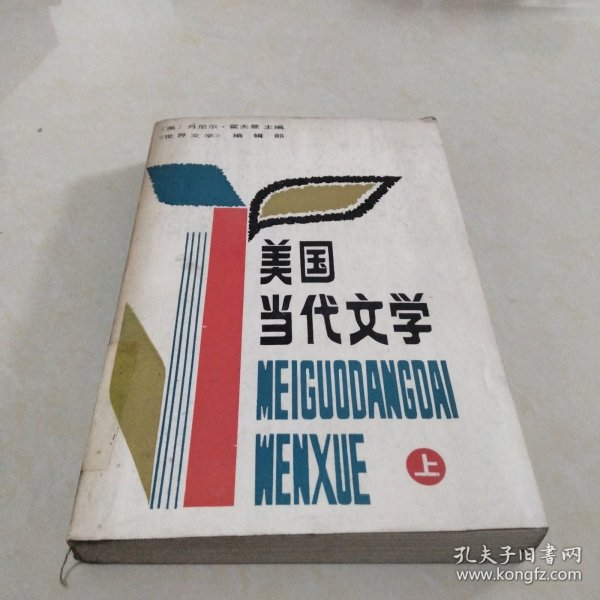 〔美〕丹尼尔·霍夫曼 主编
《世界文学》 编辑部
美国
当代文学
MEIGUODANGDAI
WENXUE
上
孔夫子旧书网
www.kongfz.com